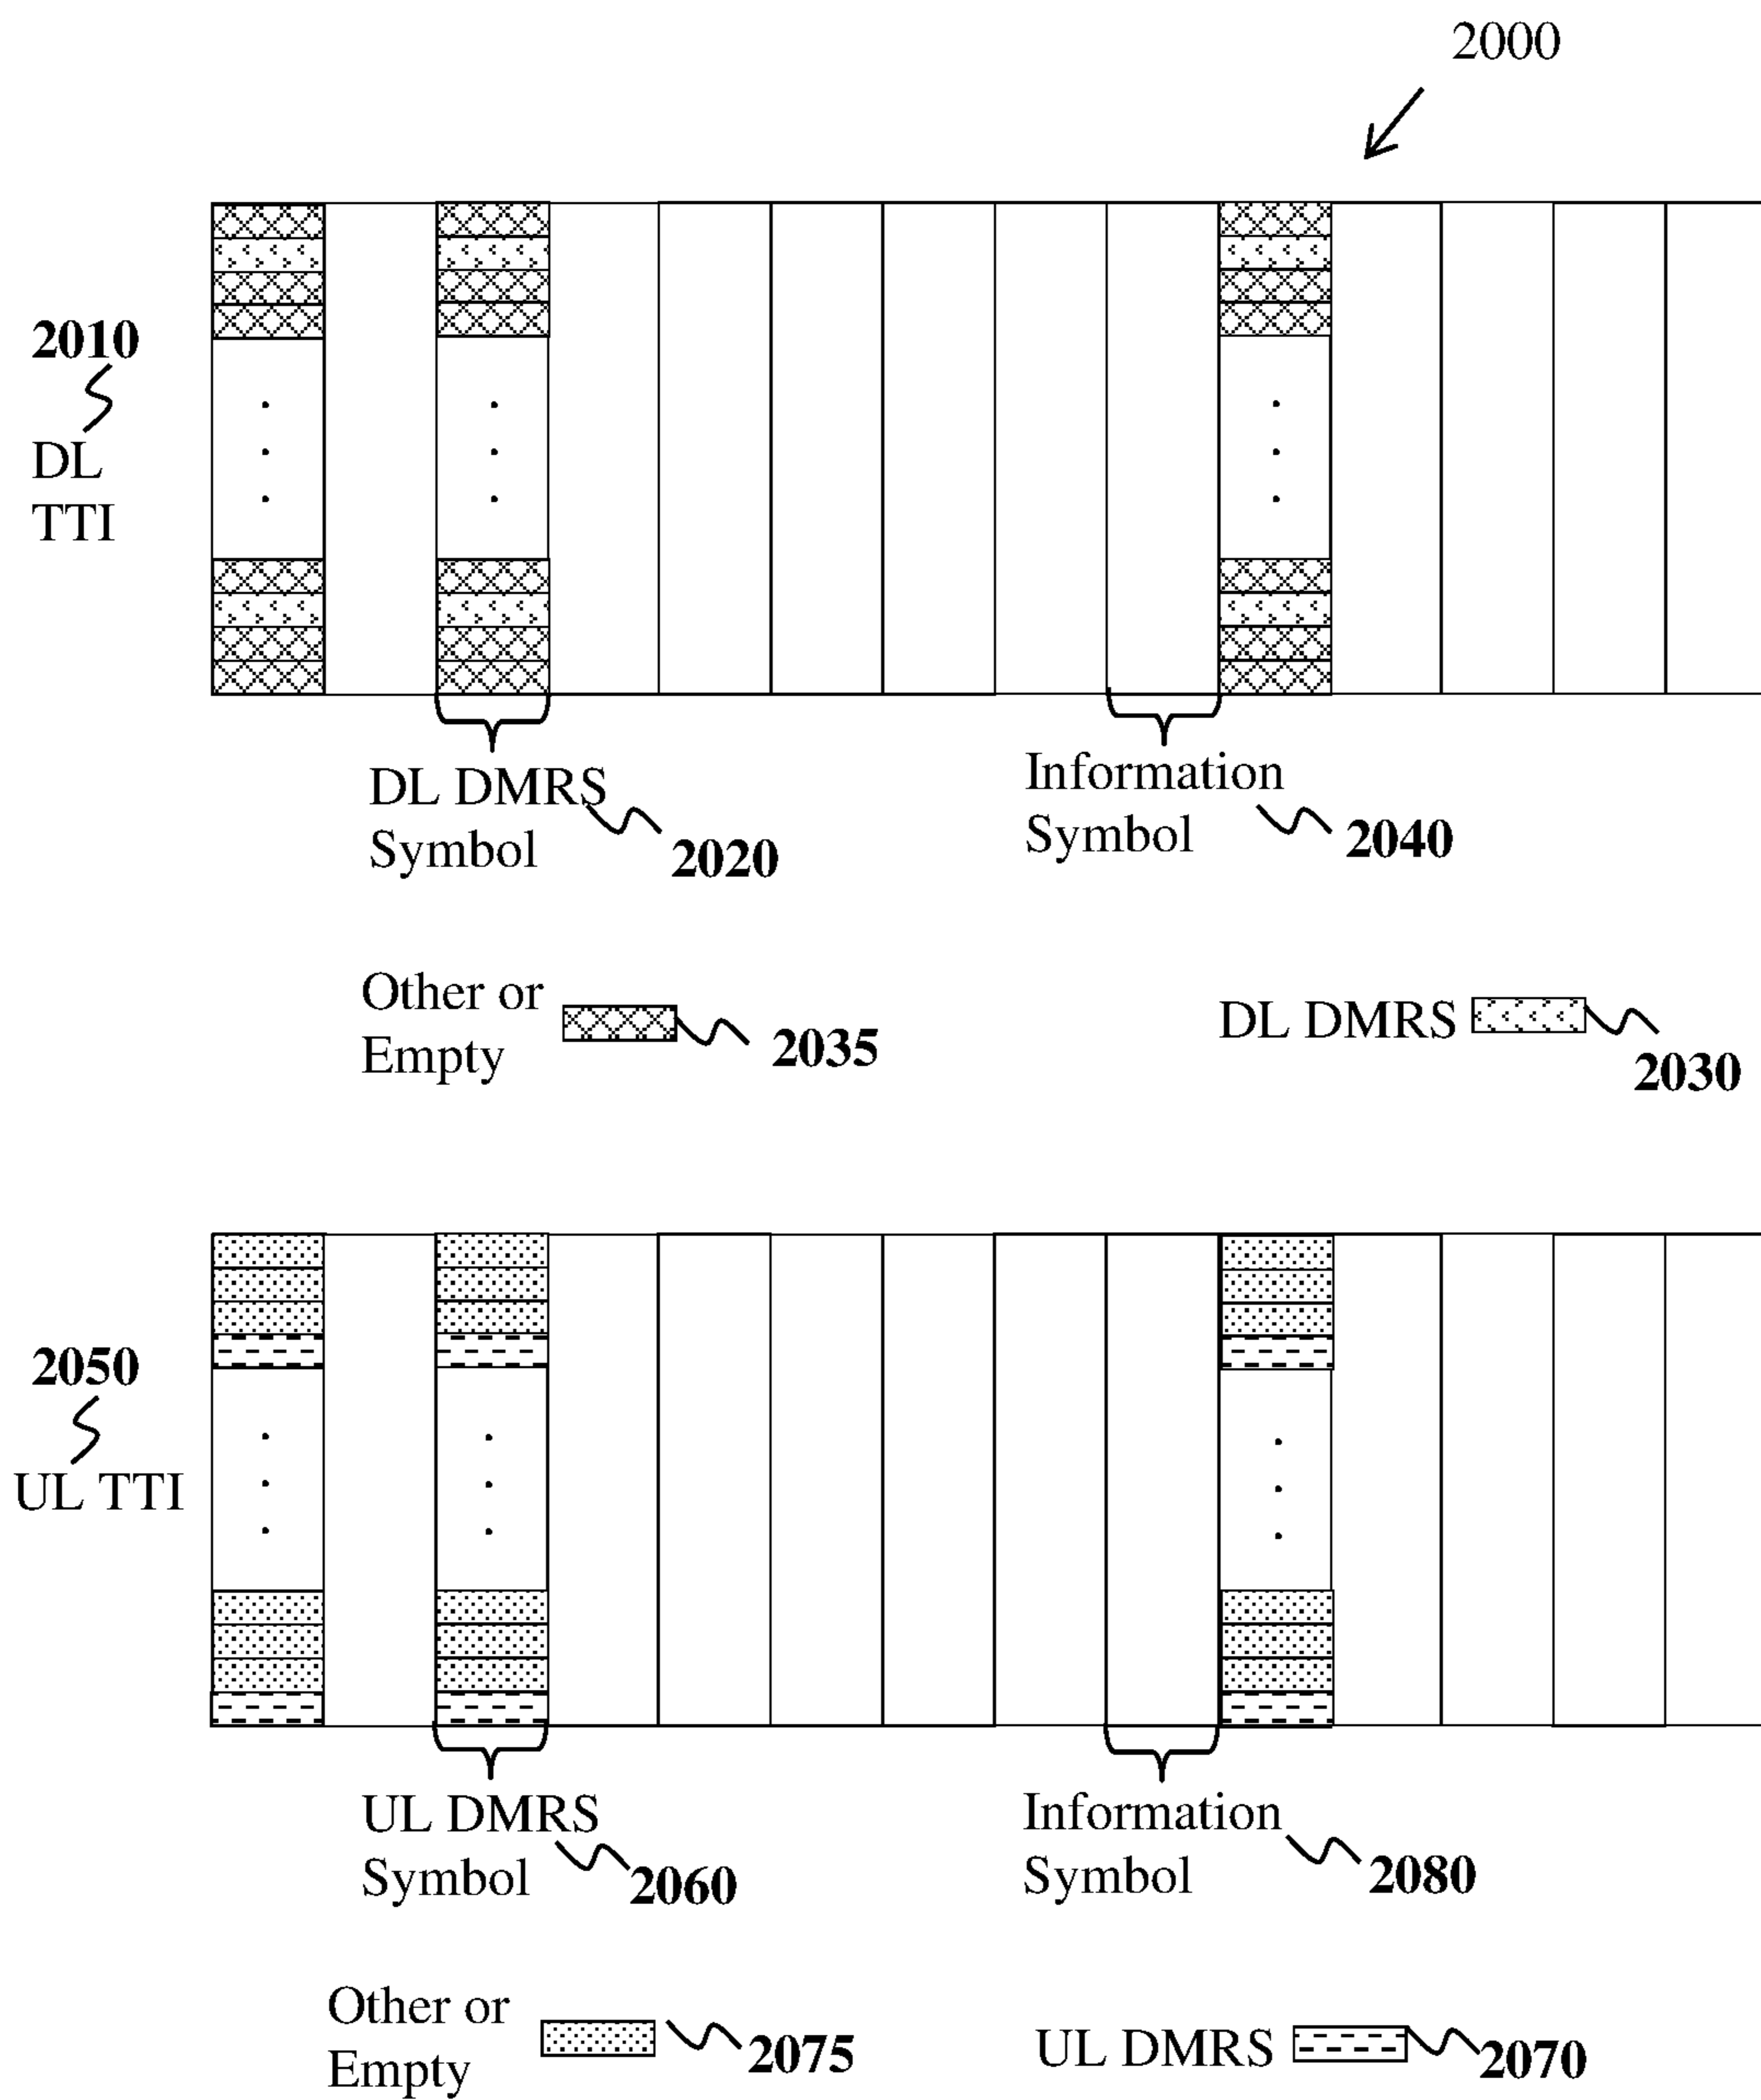 2000
2010
DL
TTI
DL DMRS
Symbol
2020
Information
Symbol
2040
Other or
Empty
2035
DL DMRS
2030
2050
UL TTI
UL DMRS
Symbol
2060
Information
Symbol
2080
Other or
Empty
2075
UL DMRS
2070